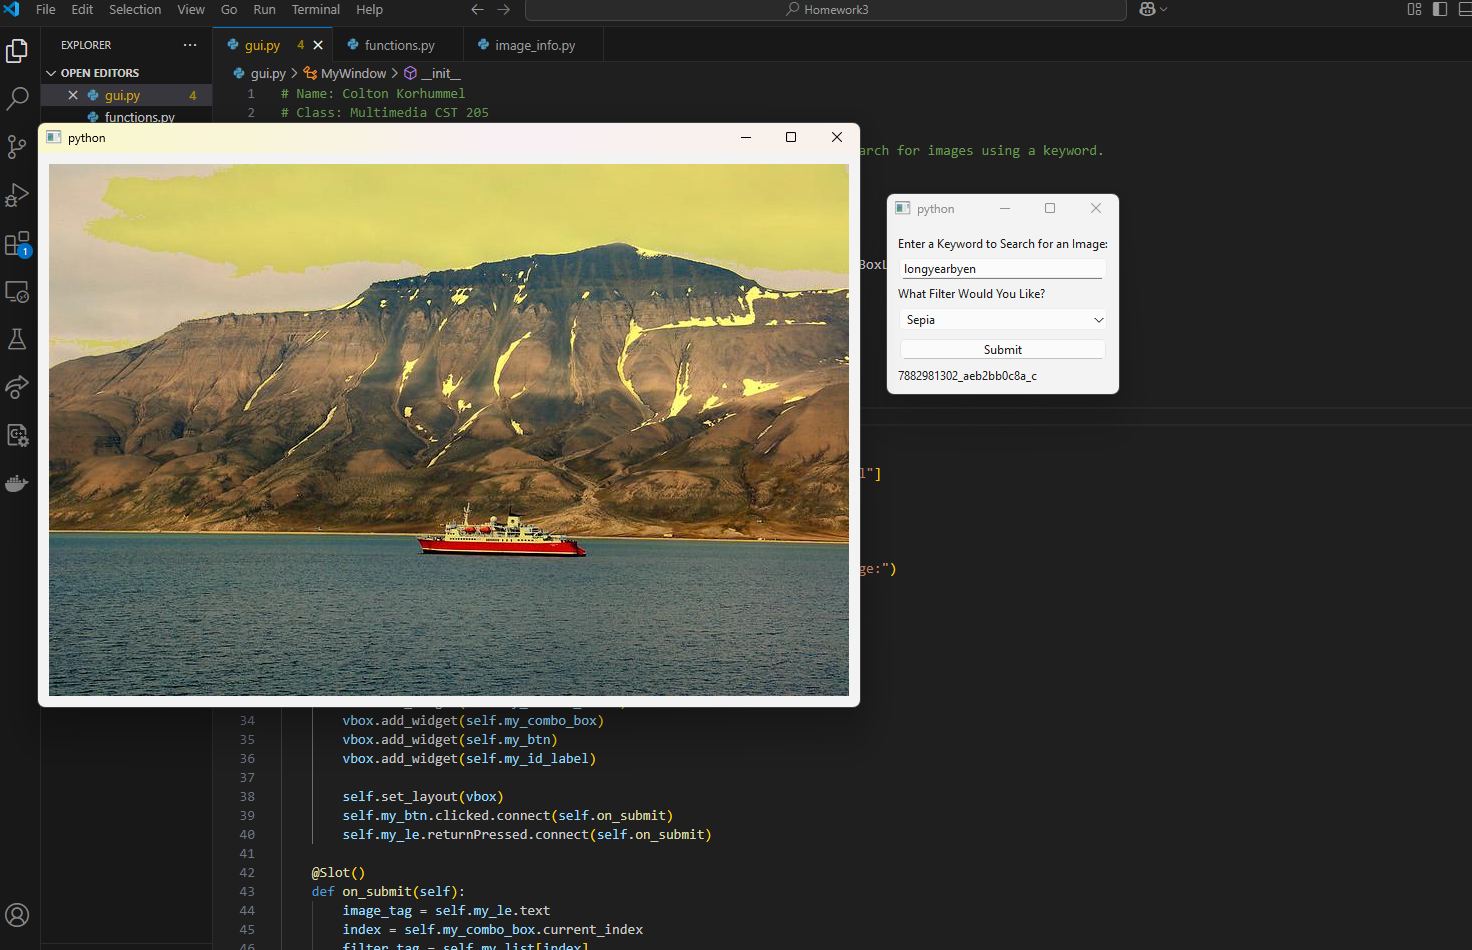 File Edit Selection View Go Run Terminal Help
Homework3
EXPLORER
OPEN EDITORS
gui.py 4
functions.py
gui.py 4
functions.py
image_info.py
gui.py MyWindow __init__
1 # Name: Colton Korhummel
2 # Class: Multimedia CST 205
arch for images using a keyword.
BoxL
l"]
ge:")
python
python
Enter a Keyword to Search for an Image:
longyearbyen
What Filter Would You Like?
Sepia
Submit
7882981302_aeb2bb0c8a_c
1
34 vbox.add_widget(self.my_combo_box)
35 vbox.add_widget(self.my_btn)
36 vbox.add_widget(self.my_id_label)
37
38 self.set_layout(vbox)
39 self.my_btn.clicked.connect(self.on_submit)
40 self.my_le.returnPressed.connect(self.on_submit)
41
42 @Slot()
43 def on_submit(self):
44 image_tag = self.my_le.text
45 index = self.my_combo_box.current_index
46 filter_tag = self.my_list[index]